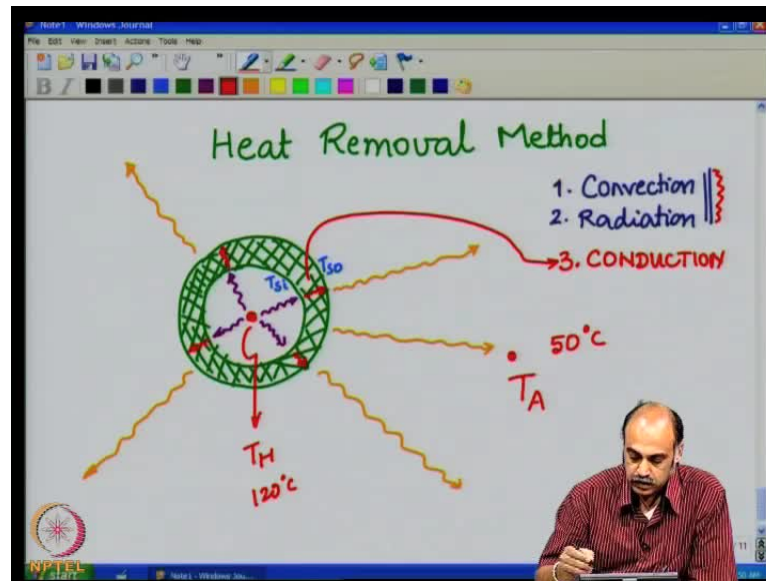 Note1 - Windows Journal
File Edit View Insert Actions Tools Help
B I
Heat Removal Method
1. Convection
2. Radiation
3. CONDUCTION
Tsi
Tso
50°C
TA
TH
120°C
NPTEL
start
Note1 - Windows Jou...
/11